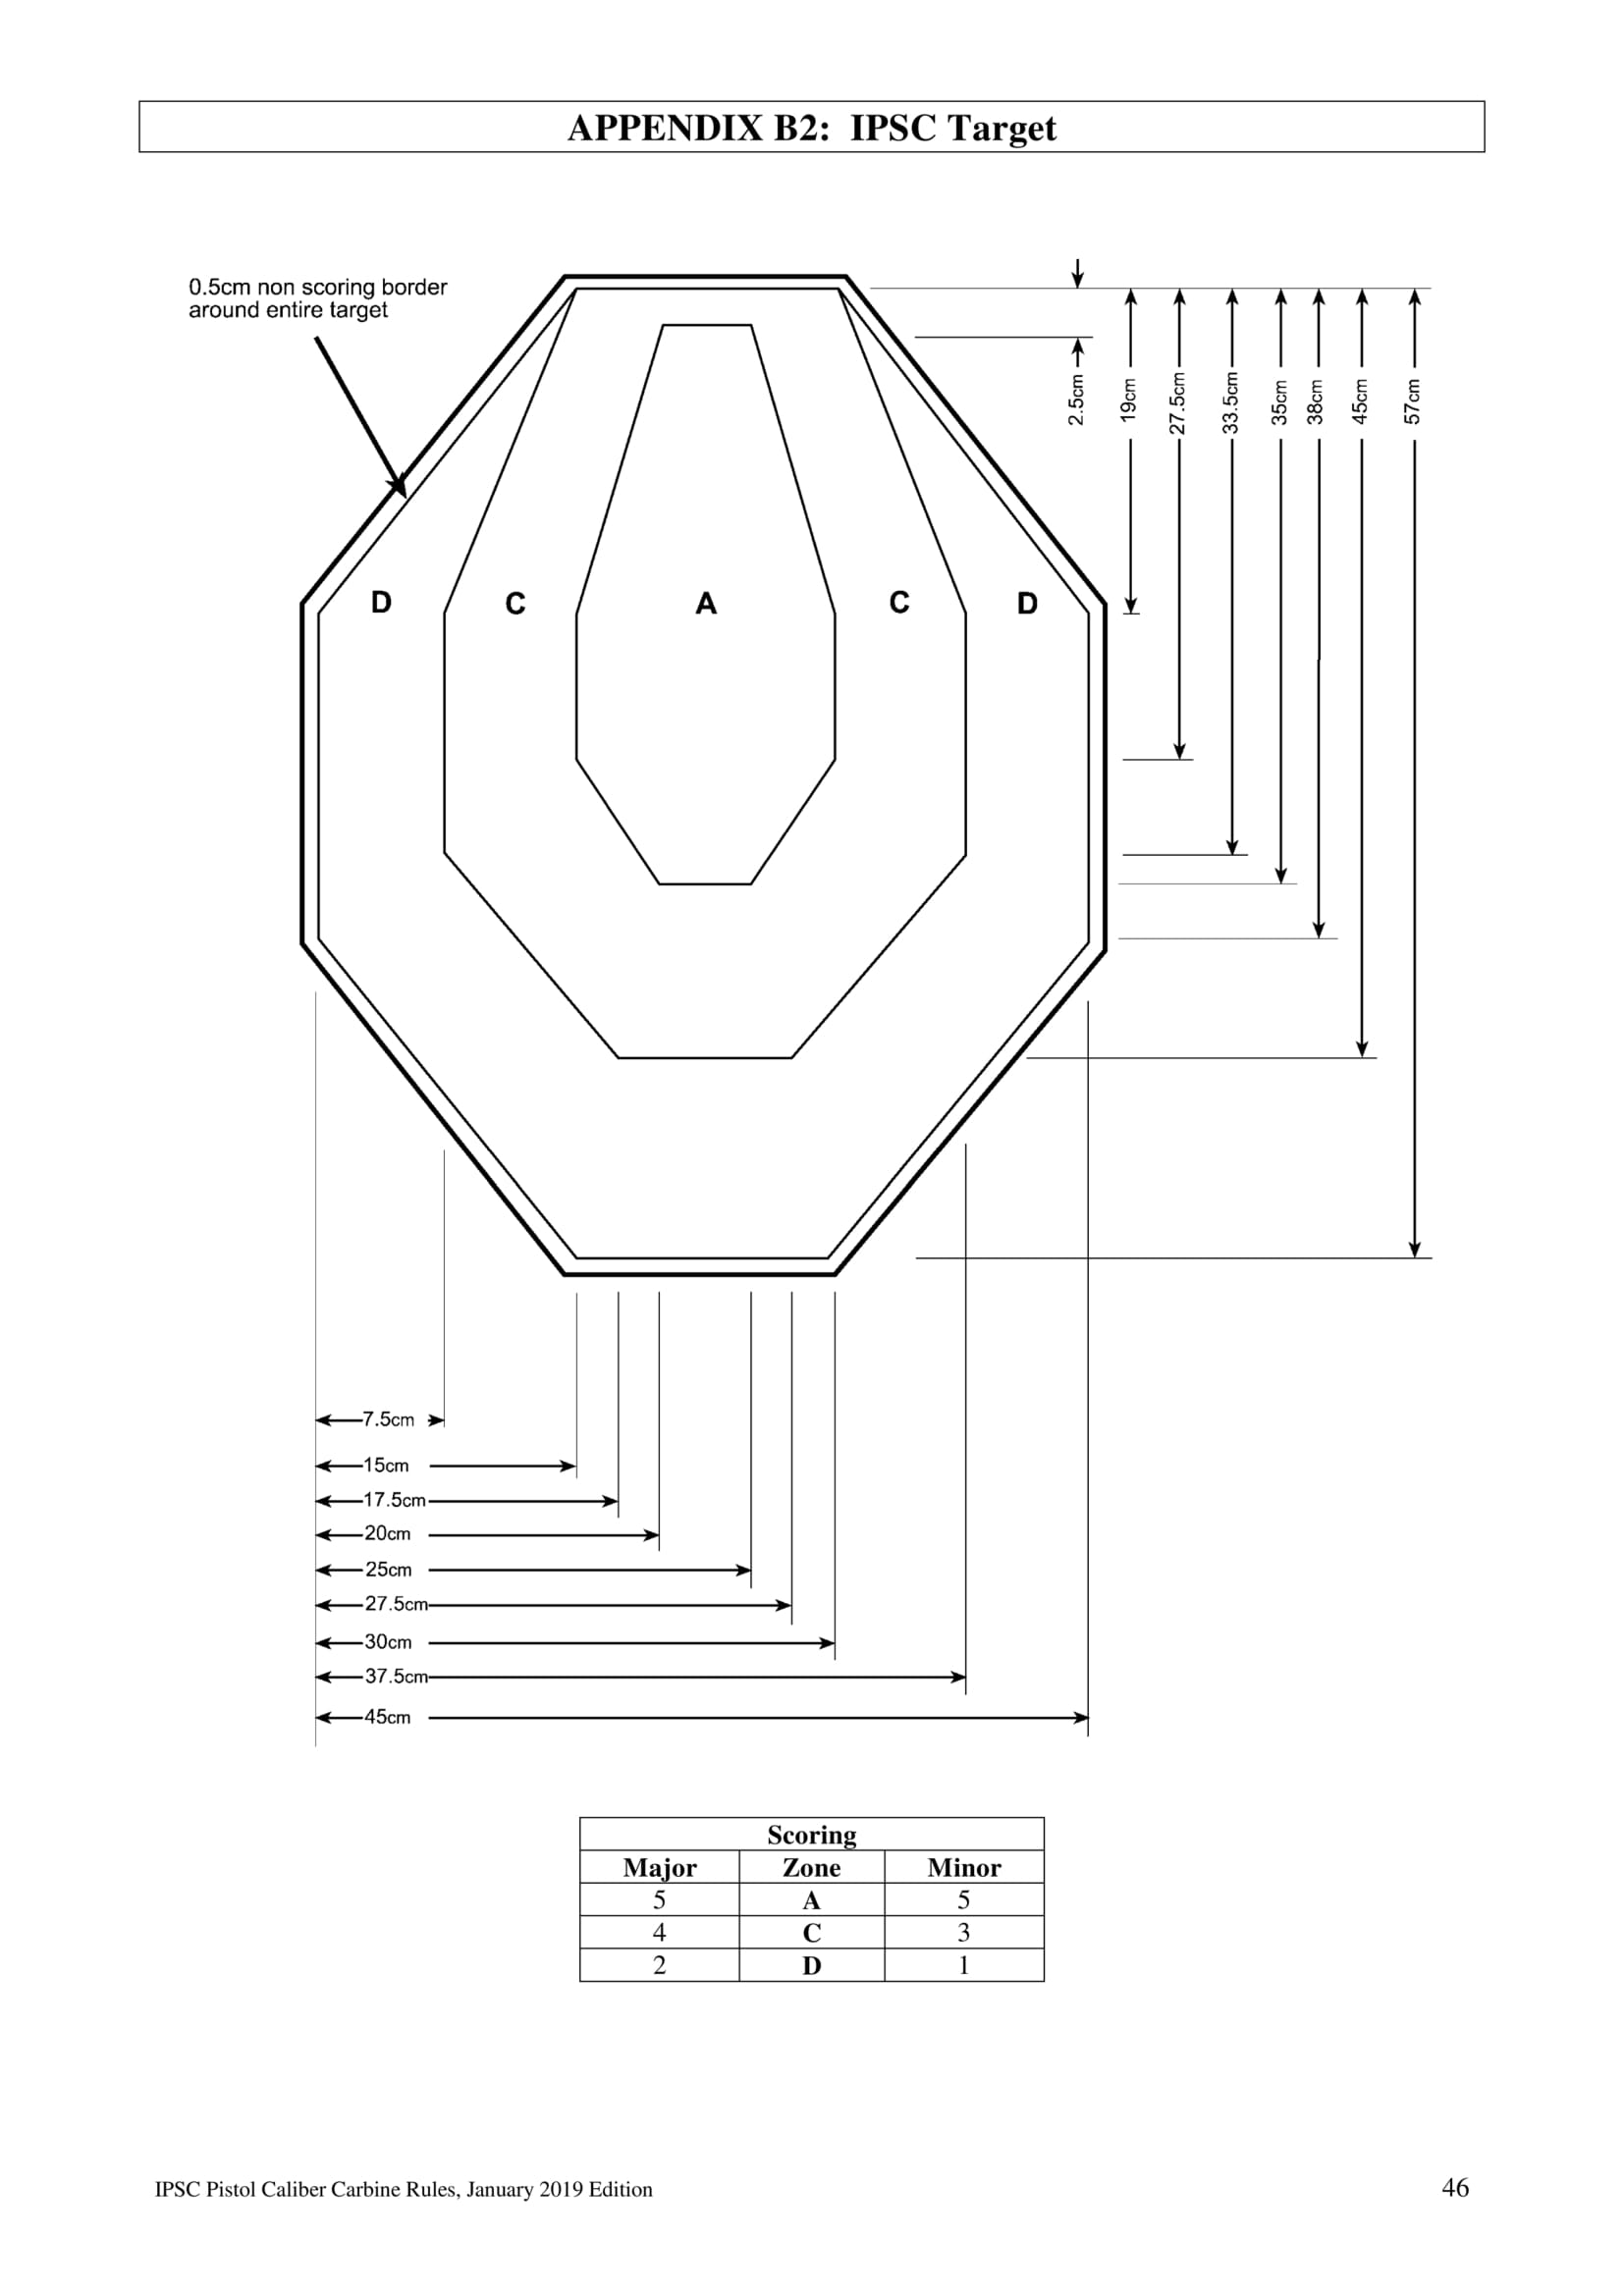 APPENDIX B2: IPSC Target
0.5cm non scoring border
around entire target
2.5cm
19cm
27.5cm
33.5cm
35cm
38cm
45cm
57cm
D C A C D
7.5cm
15cm
17.5cm
20cm
25cm
27.5cm
30cm
37.5cm
45cm
Scoring
Major Zone Minor
5 A 5
4 C 3
2 D 1
IPSC Pistol Caliber Carbine Rules, January 2019 Edition 46